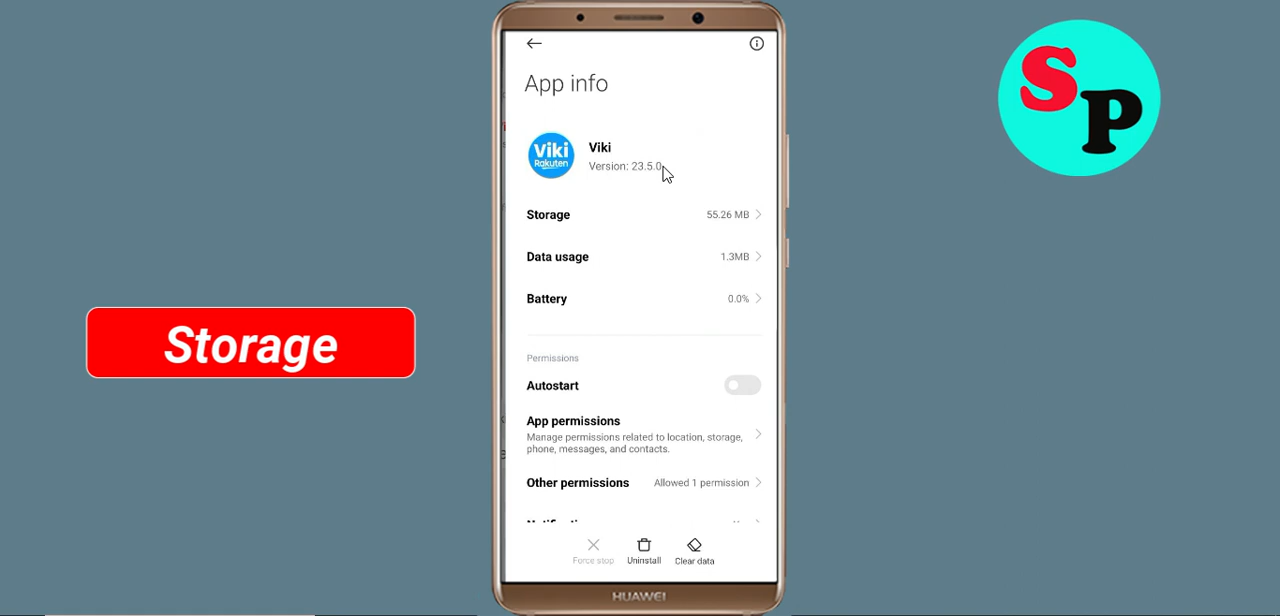 App info
Viki
Rakuten
Viki
Version: 23.5.0
Storage 55.26 MB
Data usage 1.3MB
Battery 0.0%
Permissions
Autostart
App permissions
Manage permissions related to location, storage,
phone, messages, and contacts.
Other permissions Allowed 1 permission
Force stop Uninstall Clear data
HUAWEI
Storage
SP